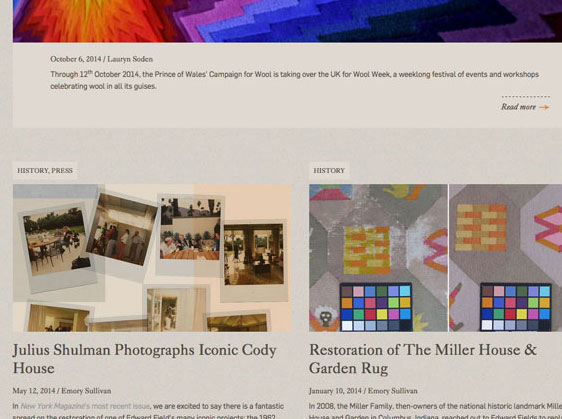 October 6, 2014 / Lauryn Soden
Through 12th October 2014, the Prince of Wales' Campaign for Wool is taking over the UK for Wool Week, a weeklong festival of events and workshops
celebrating wool in all its guises.
Read more →
HISTORY, PRESS
HISTORY
Julius Shulman Photographs Iconic Cody
House
May 12, 2014 / Emory Sullivan
In New York Magazine's most recent issue, we are excited to say there is a fantastic
spread on the restoration of one of Edward Field's many iconic projects: the 1962
Restoration of The Miller House &
Garden Rug
January 10, 2014 / Emory Sullivan
In 2008, the Miller Family, then-owners of the national historic landmark Mille
House and Garden in Columbus, Indiana, reached out to Edward Fields to rep